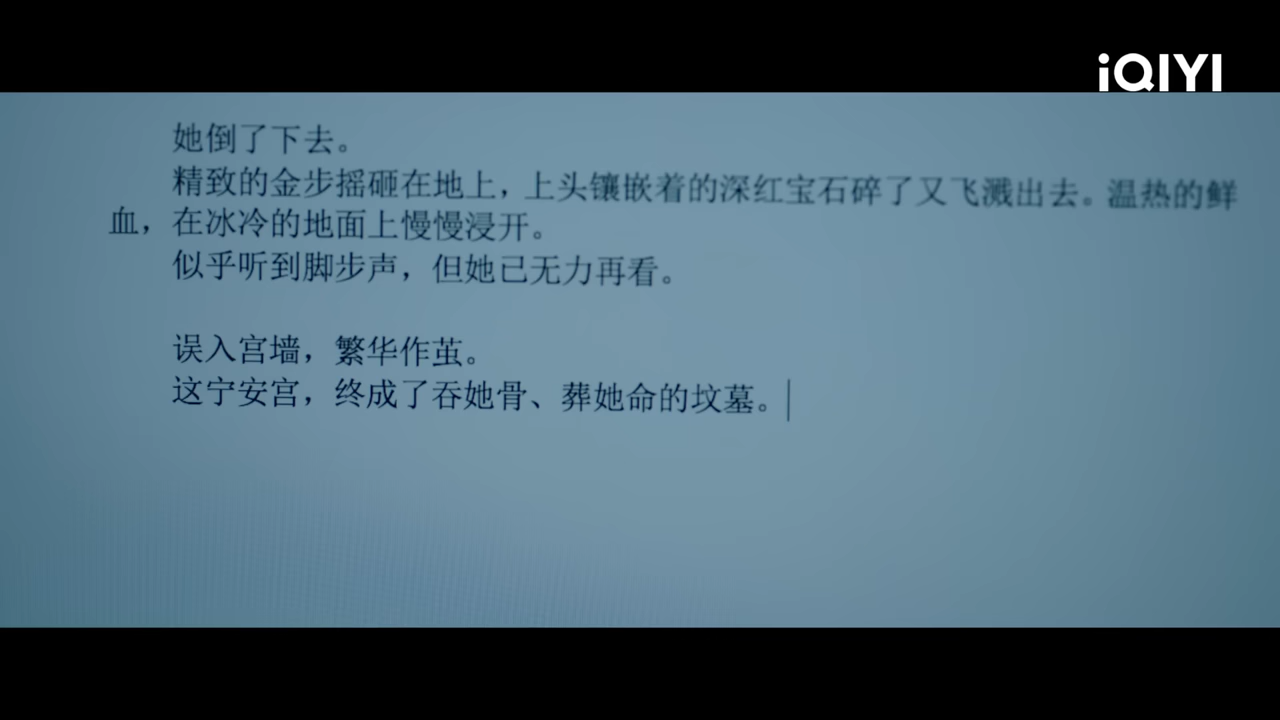 iQIYI
她倒了下去。
精致的金步摇砸在地上，上头镶嵌着的深红宝石碎了又飞溅出去。温热的鲜
血，在冰冷的地面上慢慢浸开。
似乎听到脚步声，但她已无力再看。
误入宫墙，繁华作茧。
这宁安宫，终成了吞她骨、葬她命的坟墓。